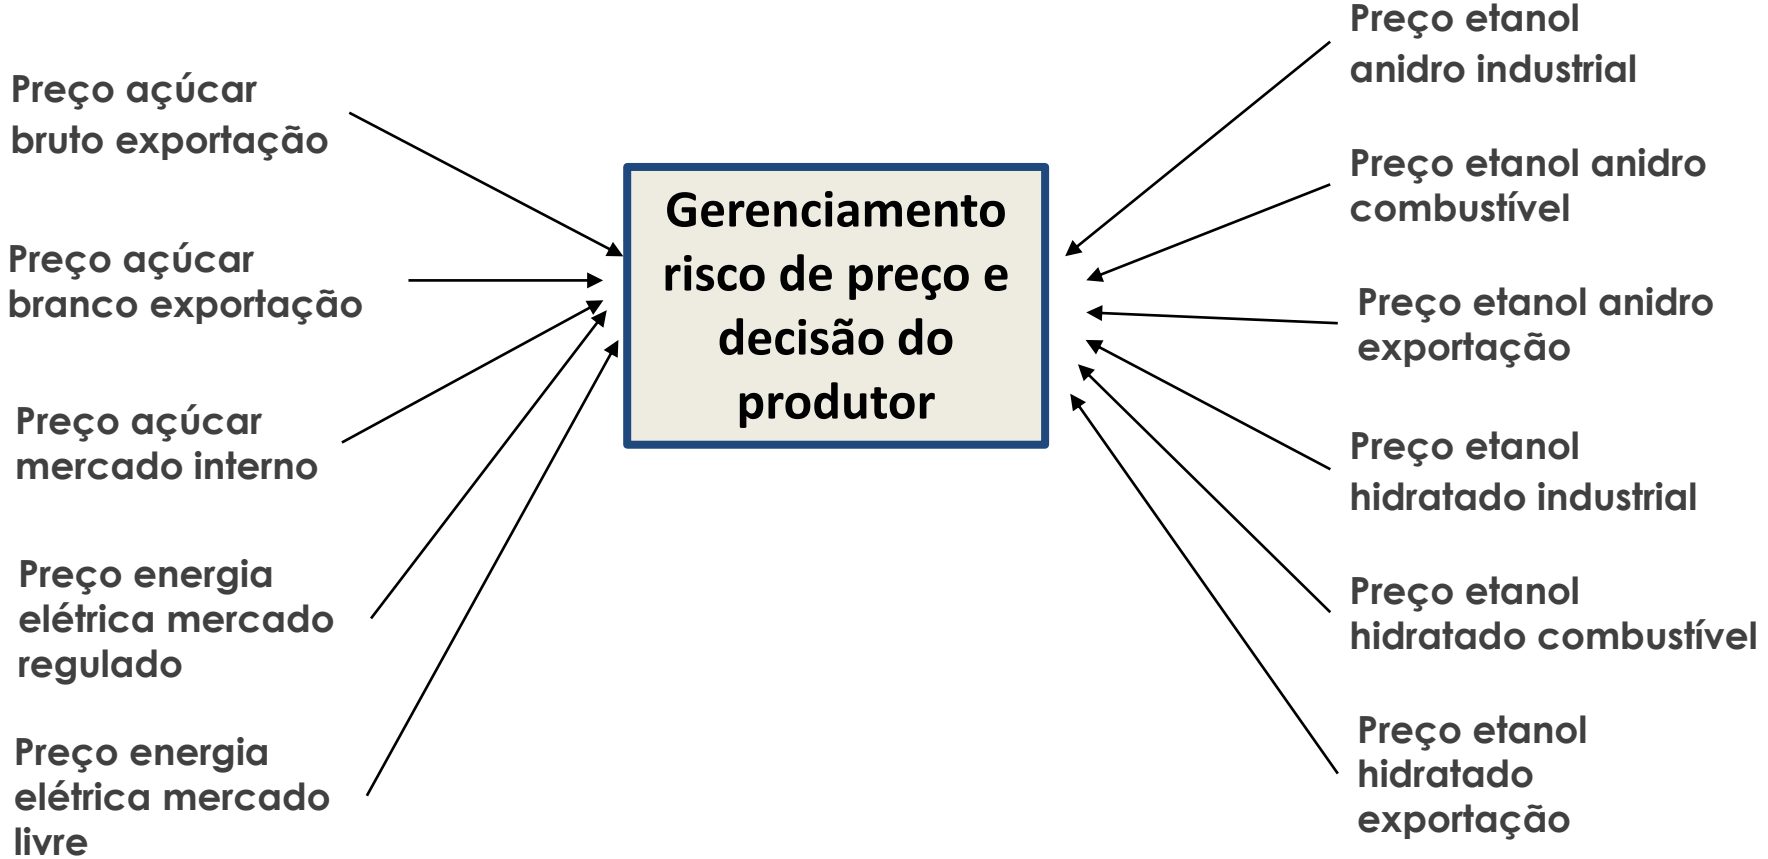 Preço açúcar
bruto exportação
Preço açúcar
branco exportação
Preço açúcar
mercado interno
Preço energia
elétrica mercado
regulado
Preço energia
elétrica mercado
livre
Gerenciamento
risco de preço e
decisão do
produtor
Preço etanol
anidro industrial
Preço etanol anidro
combustível
Preço etanol anidro
exportação
Preço etanol
hidratado industrial
Preço etanol
hidratado combustível
Preço etanol
hidratado
exportação